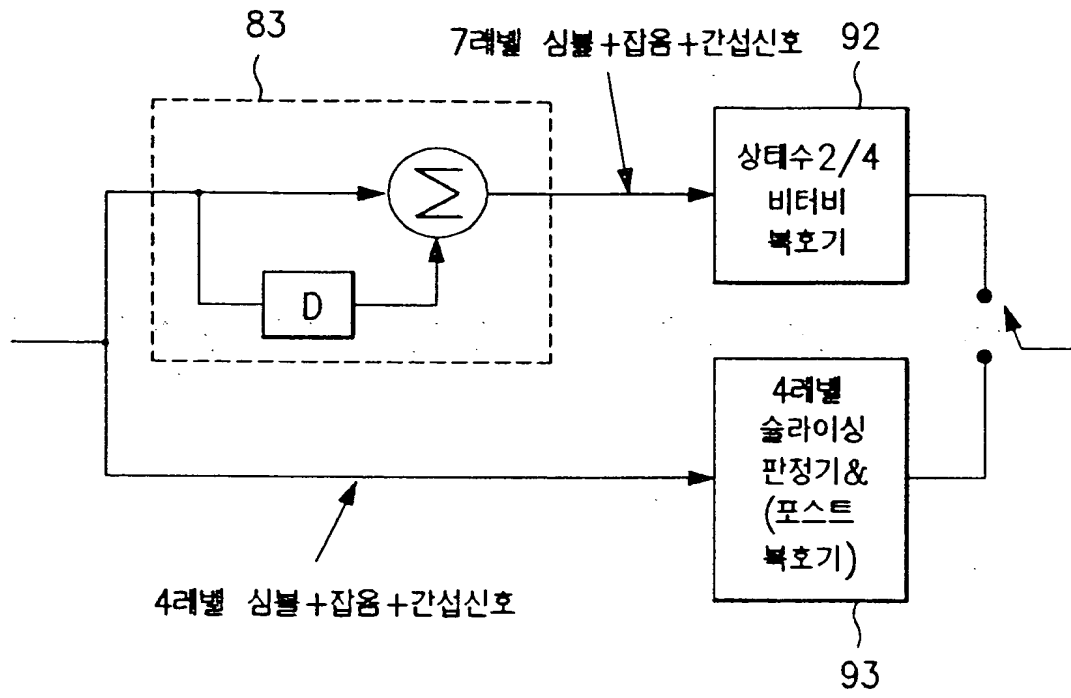 83
7레벨 심볼+잡음+간섭신호
92
상태수2/4
비터비
복호기
Σ
D
4레벨
슬라이싱
판정기&
(포스트
복호기)
4레벨 심볼+잡음+간섭신호
93